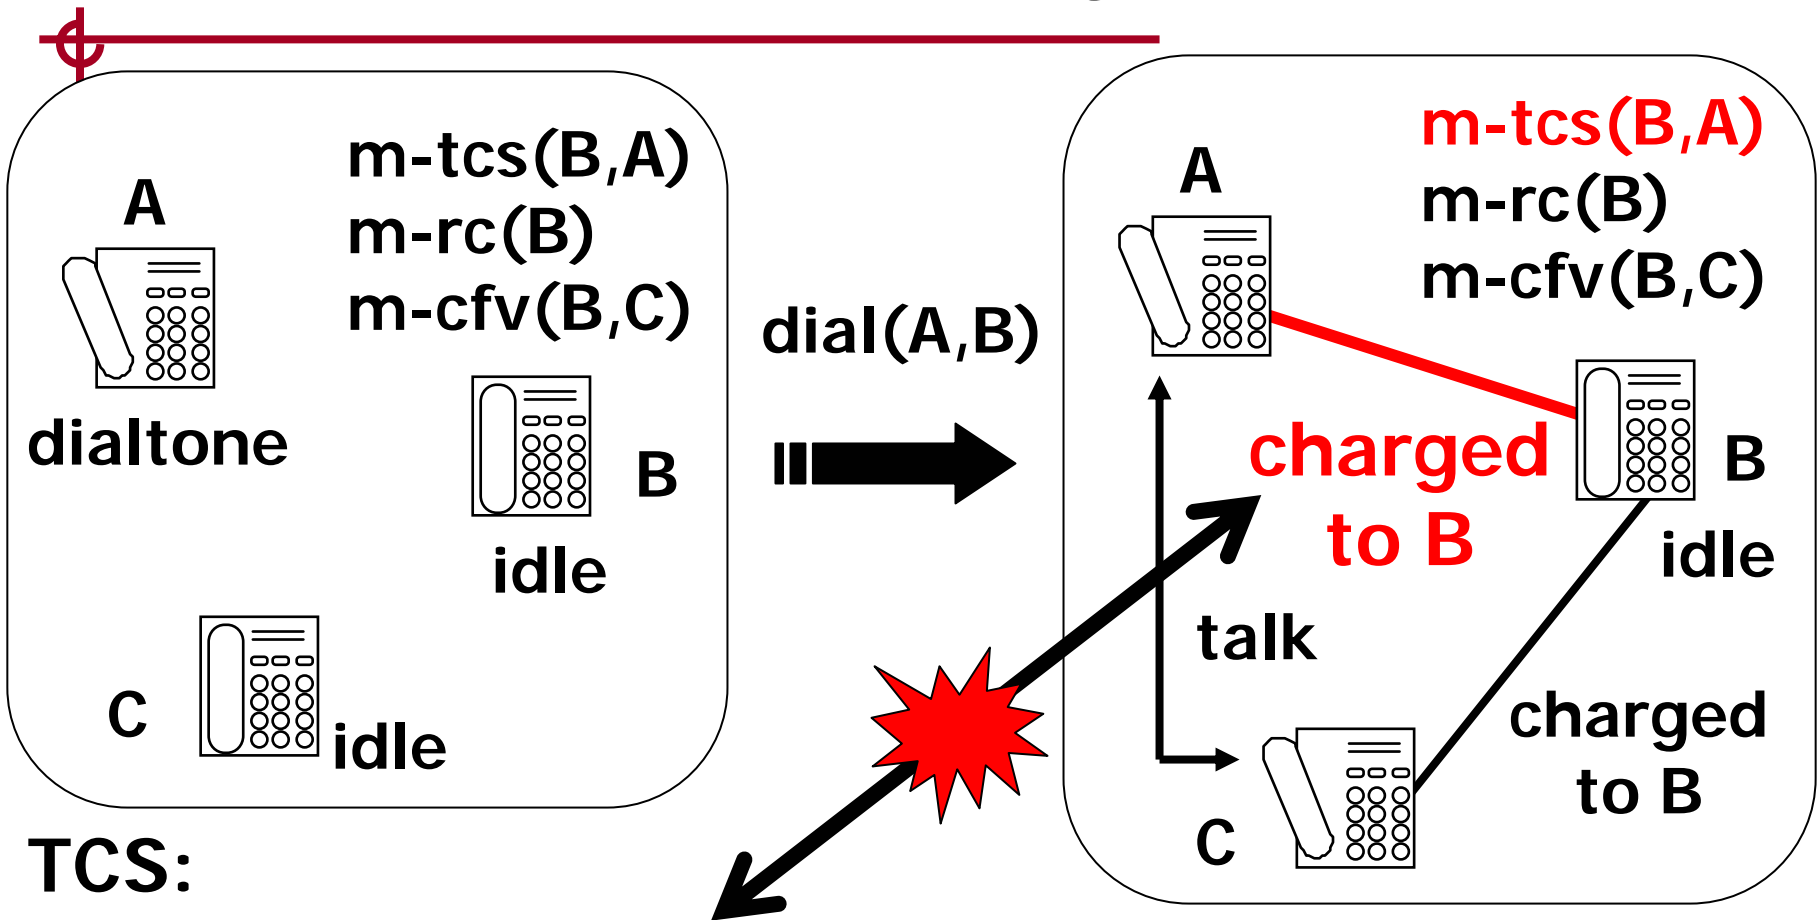 m-tcs(B,A)
m-rc(B)
m-cfv(B,C)
A
dialtone
B
idle
C
idle
dial(A,B)
m-tcs(B,A)
m-rc(B)
m-cfv(B,C)
A
charged
to B
B
idle
talk
charged
to B
C
TCS: